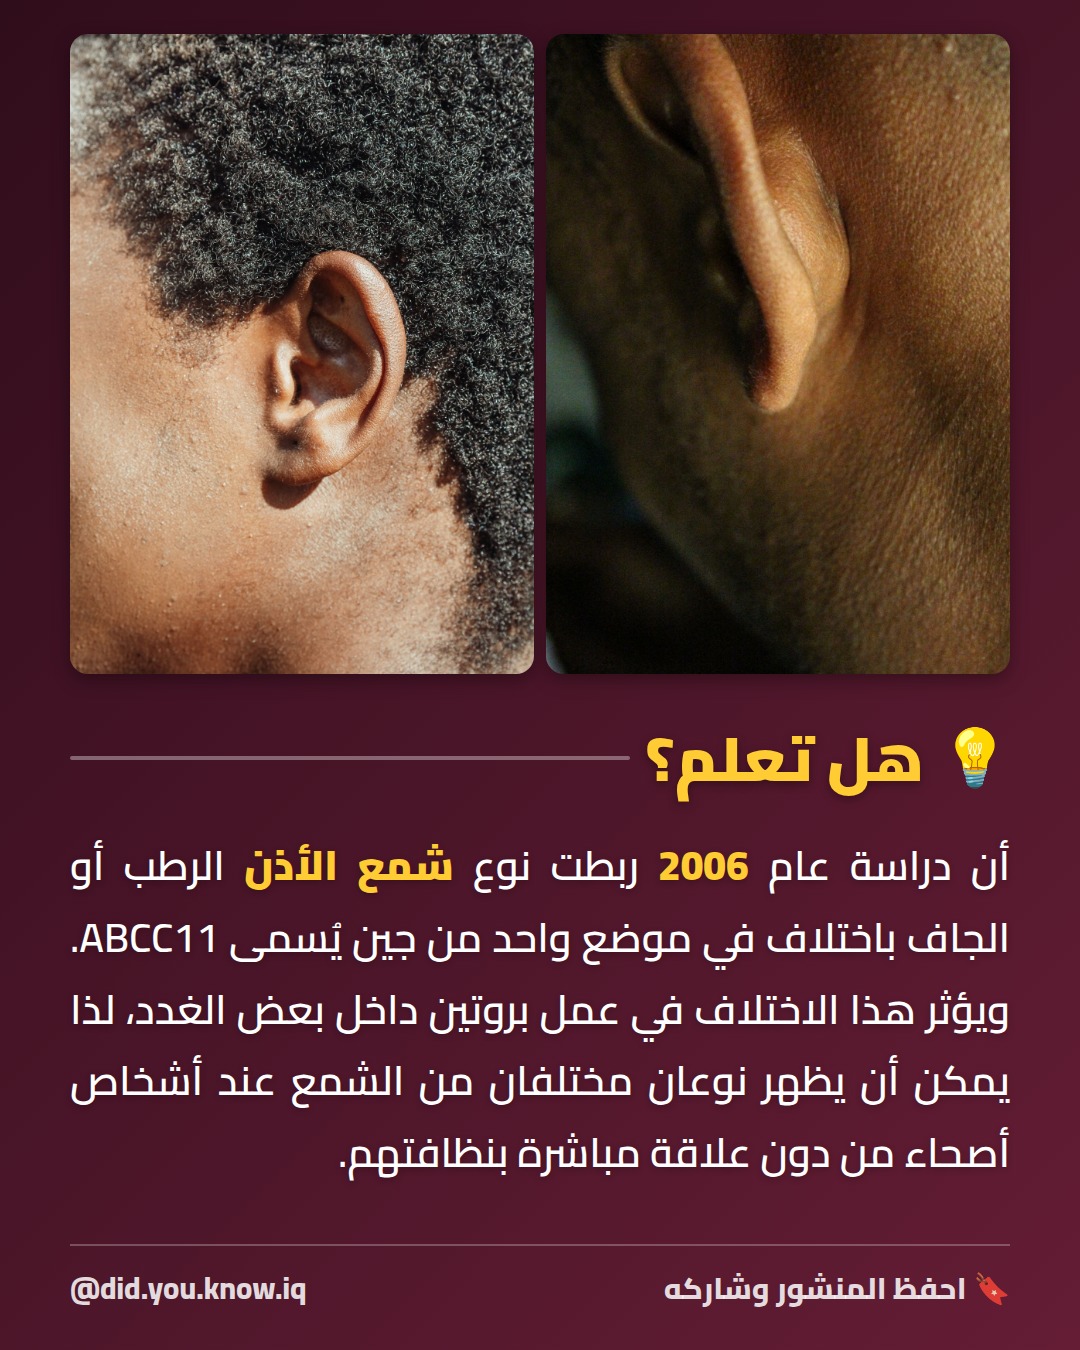 💡 هل تعلم؟
أن دراسة عام 2006 ربطت نوع شمع الأذن الرطب أو
الجاف باختلاف في موضع واحد من جين يُسمى ABCC11.
ويؤثر هذا الاختلاف في عمل بروتين داخل بعض الغدد، لذا
يمكن أن يظهر نوعان مختلفان من الشمع عند أشخاص
أصحاء من دون علاقة مباشرة بنظافتهم.
🔖 احفظ المنشور وشاركه
@did.you.know.iq